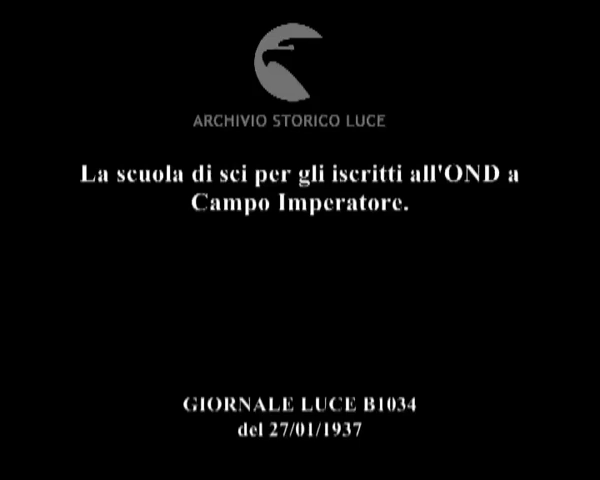 ARCHIVIO STORICO LUCE
La scuola di sci per gli iscritti all'OND a
Campo Imperatore.
GIORNALE LUCE B1034
del 27/01/1937